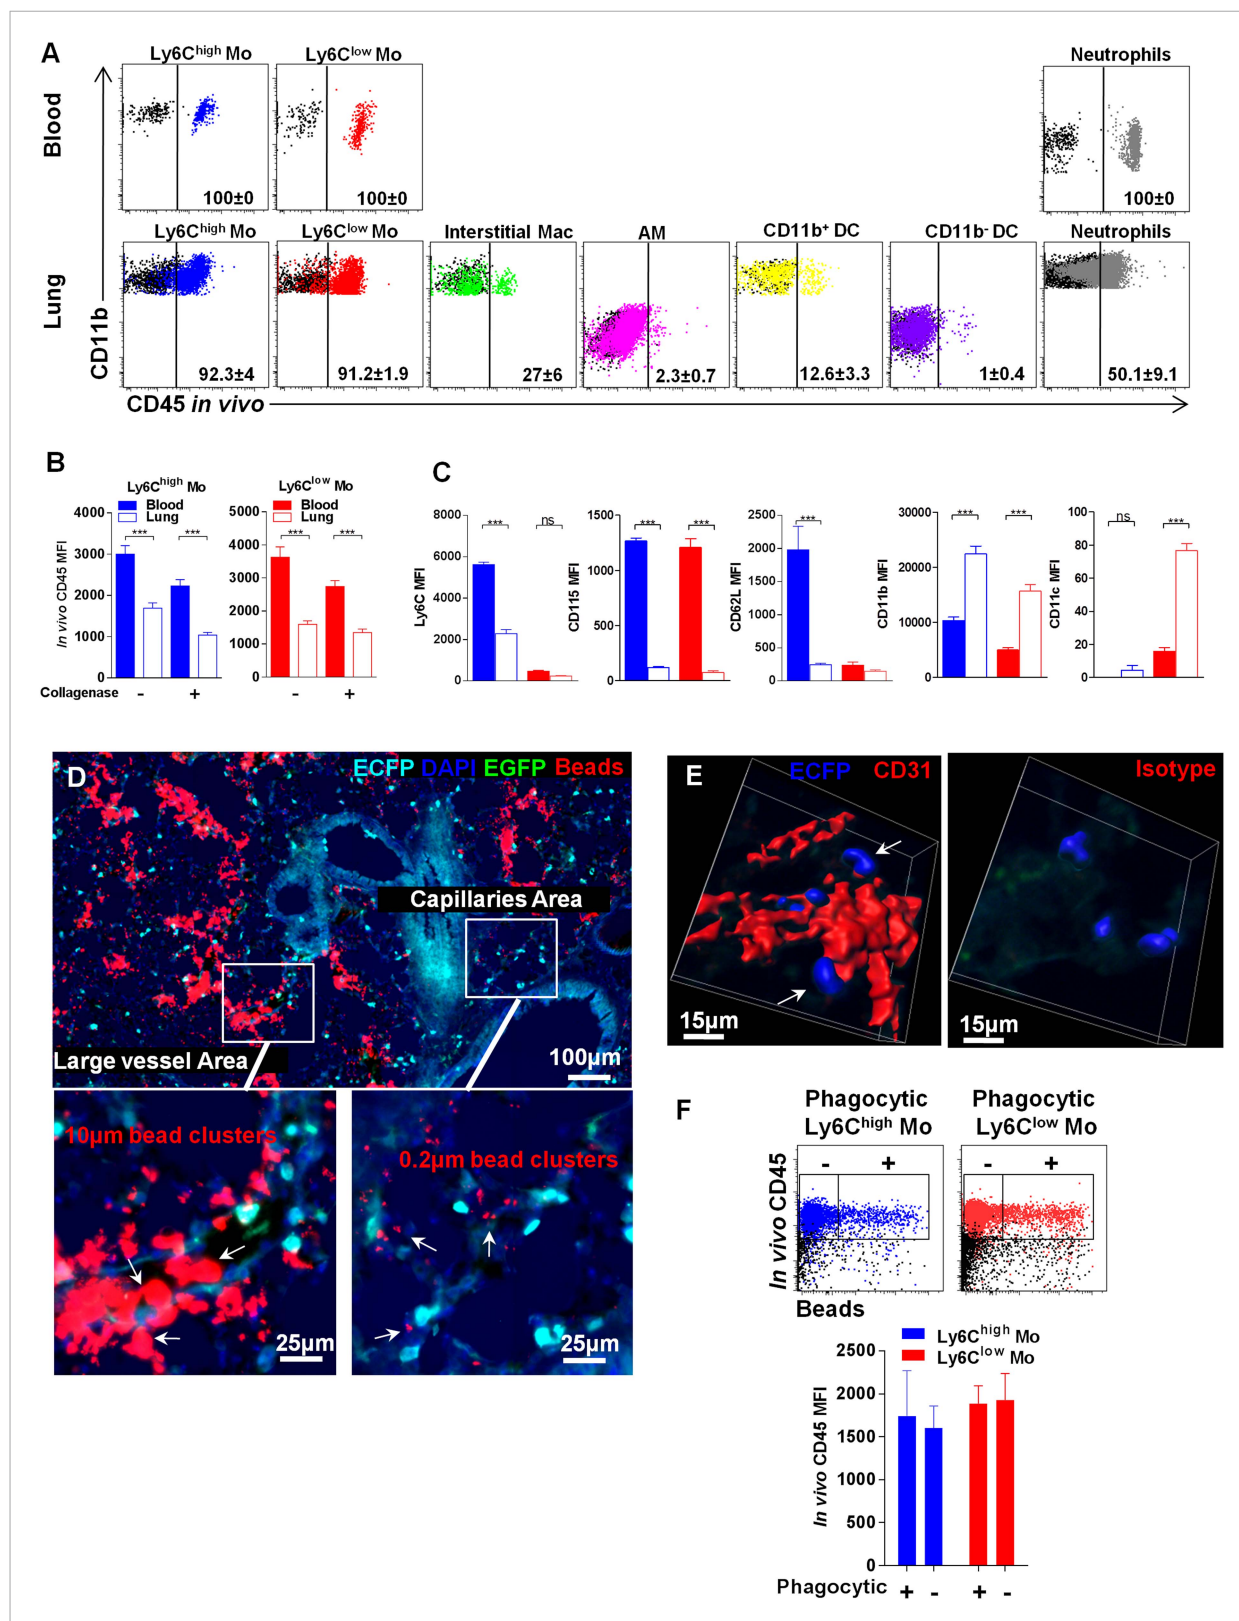 A
Ly6Chigh Mo
Ly6Clow Mo
Neutrophils
Blood
100±0
100±0
100±0
Ly6Chigh Mo
Ly6Clow Mo
Interstitial Mac
AM
CD11b+ DC
CD11b- DC
Neutrophils
Lung
CD11b
92.3±4
91.2±1.9
27±6
2.3±0.7
12.6±3.3
1±0.4
50.1±9.1
CD45 in vivo
B
Ly6Chigh Mo
Blood
Lung
In vivo CD45 MFI
4000
3000
2000
1000
0
*** ***
Ly6Clow Mo
Blood
Lung
5000
4000
3000
2000
1000
0
*** ***
Collagenase - + - +
C
Ly6C MFI
8000
6000
4000
2000
0
*** ns
CD115 MFI
1500
1000
500
0
*** ***
CD62L MFI
2500
2000
1500
1000
500
0
***
CD11b MFI
30000
20000
10000
0
*** ***
CD11c MFI
100
80
60
40
20
0
ns ***
D
ECFP DAPI EGFP Beads
Capillaries Area
Large vessel Area
100µm
10µm bead clusters
25µm
0.2µm bead clusters
25µm
E
ECFP CD31
15µm
Isotype
15µm
F
Phagocytic
Ly6Chigh Mo
Phagocytic
Ly6Clow Mo
- +
- +
In vivo CD45
Beads
Ly6Chigh Mo
Ly6Clow Mo
In vivo CD45 MFI
2500
2000
1500
1000
500
0
Phagocytic + - + -